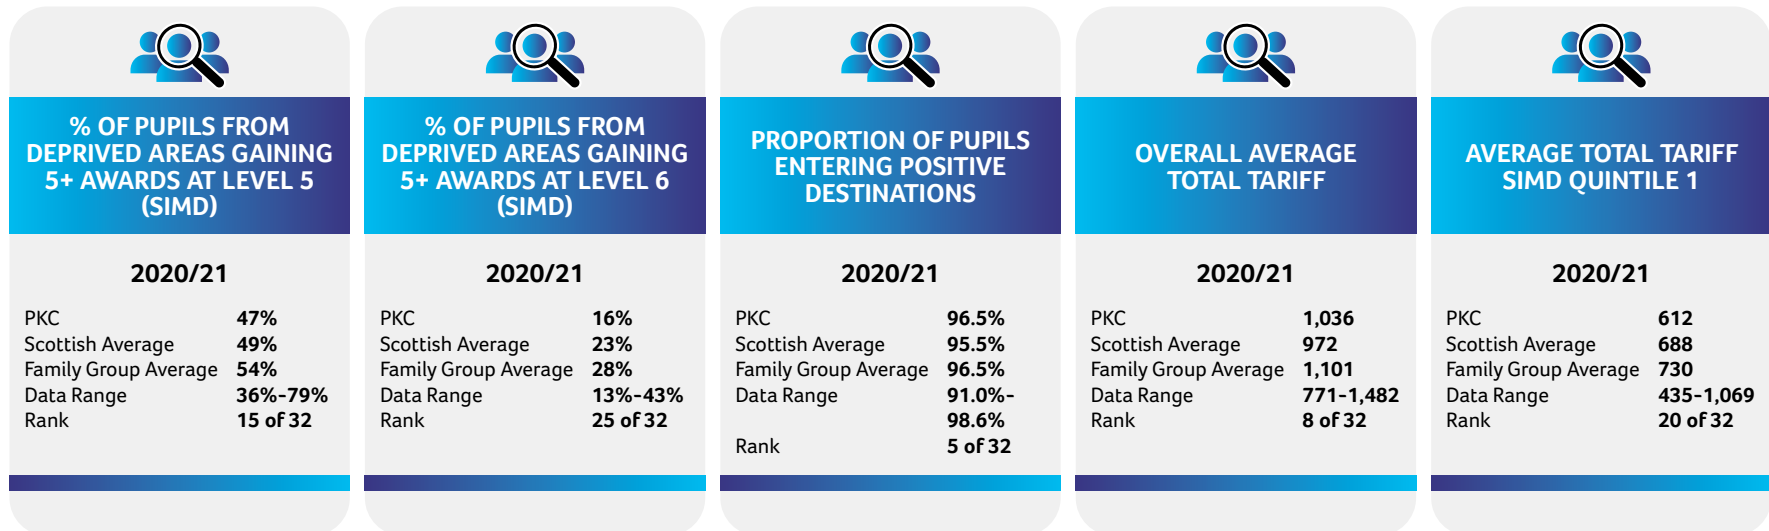 % OF PUPILS FROM
DEPRIVED AREAS GAINING
5+ AWARDS AT LEVEL 5
(SIMD)
2020/21
PKC 47%
Scottish Average 49%
Family Group Average 54%
Data Range 36%-79%
Rank 15 of 32
% OF PUPILS FROM
DEPRIVED AREAS GAINING
5+ AWARDS AT LEVEL 6
(SIMD)
2020/21
PKC 16%
Scottish Average 23%
Family Group Average 28%
Data Range 13%-43%
Rank 25 of 32
PROPORTION OF PUPILS
ENTERING POSITIVE
DESTINATIONS
2020/21
PKC 96.5%
Scottish Average 95.5%
Family Group Average 96.5%
Data Range 91.0%-
98.6%
Rank 5 of 32
OVERALL AVERAGE
TOTAL TARIFF
2020/21
PKC 1,036
Scottish Average 972
Family Group Average 1,101
Data Range 771-1,482
Rank 8 of 32
AVERAGE TOTAL TARIFF
SIMD QUINTILE 1
2020/21
PKC 612
Scottish Average 688
Family Group Average 730
Data Range 435-1,069
Rank 20 of 32